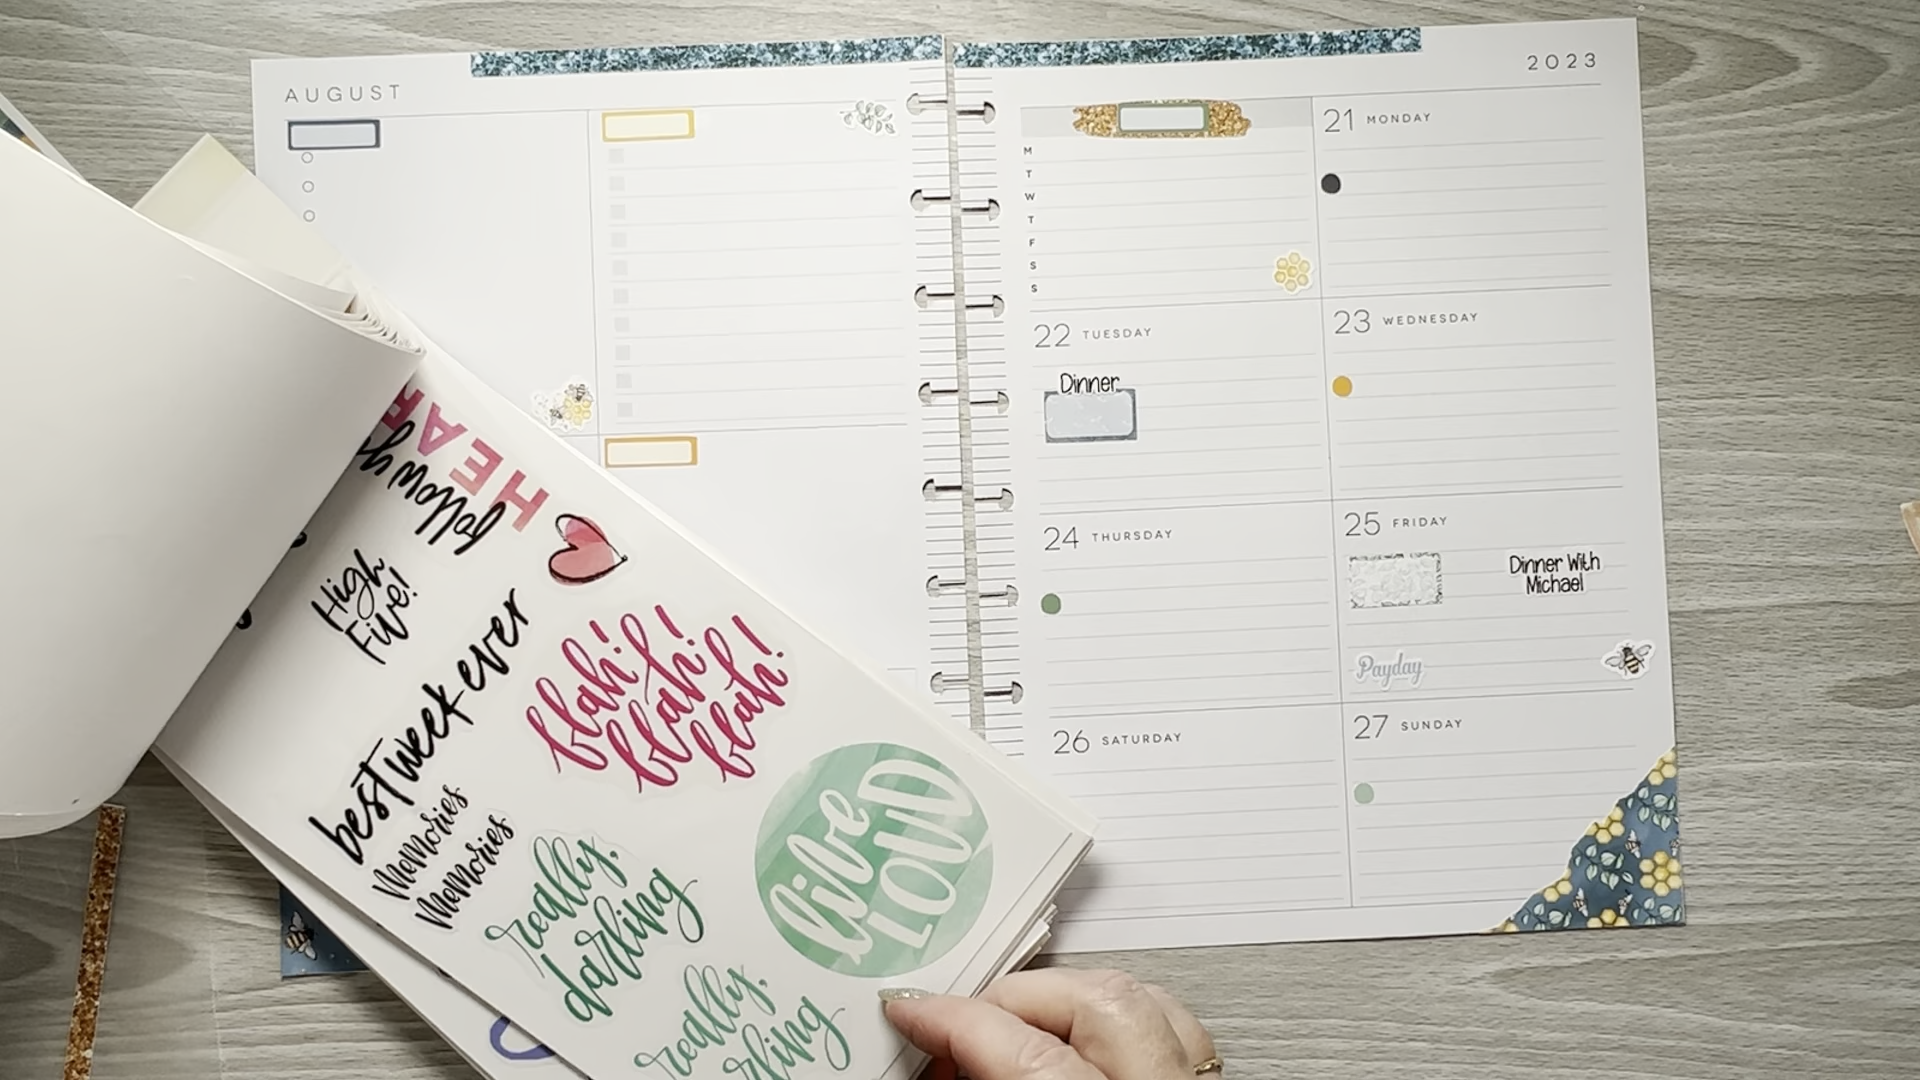 AUGUST
2023
M
T
W
T
F
S
S
21 MONDAY
22 TUESDAY
Dinner
23 WEDNESDAY
24 THURSDAY
25 FRIDAY
Dinner With
Michael
Payday
26 SATURDAY
27 SUNDAY
follow your
High
Five!
best week ever
blah!
blah!
blah!
memories
memories
really,
darling
live
LOUD
really,